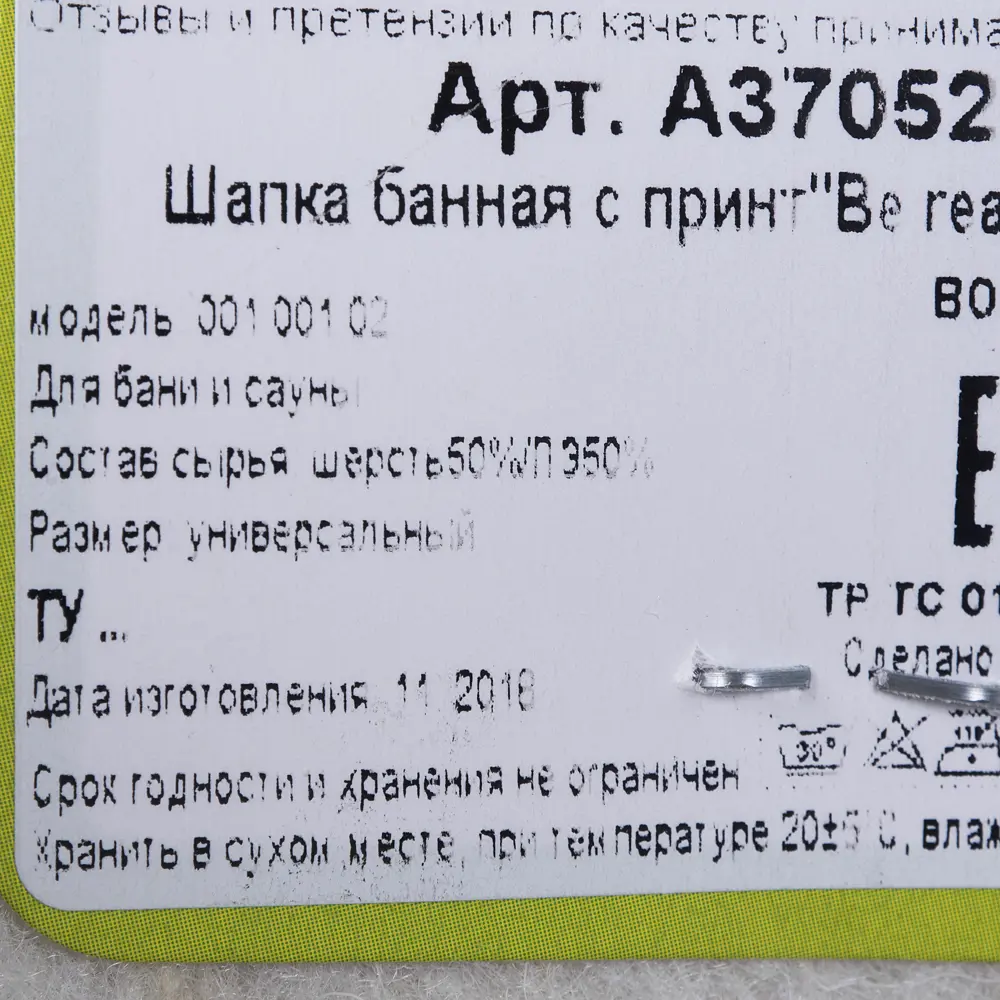 Отзывы и претензии по качеству принима
Арт. А37052
Шапка банная с принт"Be rea
во
модель 001 001 02
Для бани и сауны
Е
Состав сырья шерсть50%/ПЭ50%
Размер универсальный
ТР ТС 01
ТУ ...
Сделано
Дата изготовления 11 2018
30°
110°
Срок годности и хранения не ограничен
Хранить в сухом месте, при температуре 20±5°С, влаж